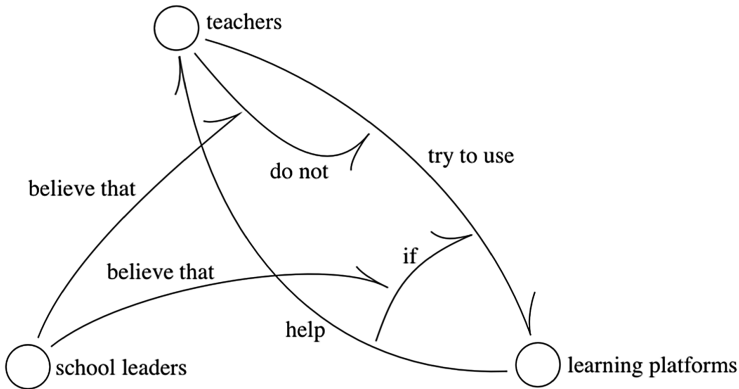 teachers
try to use
do not
believe that
if
believe that
help
school leaders
learning platforms